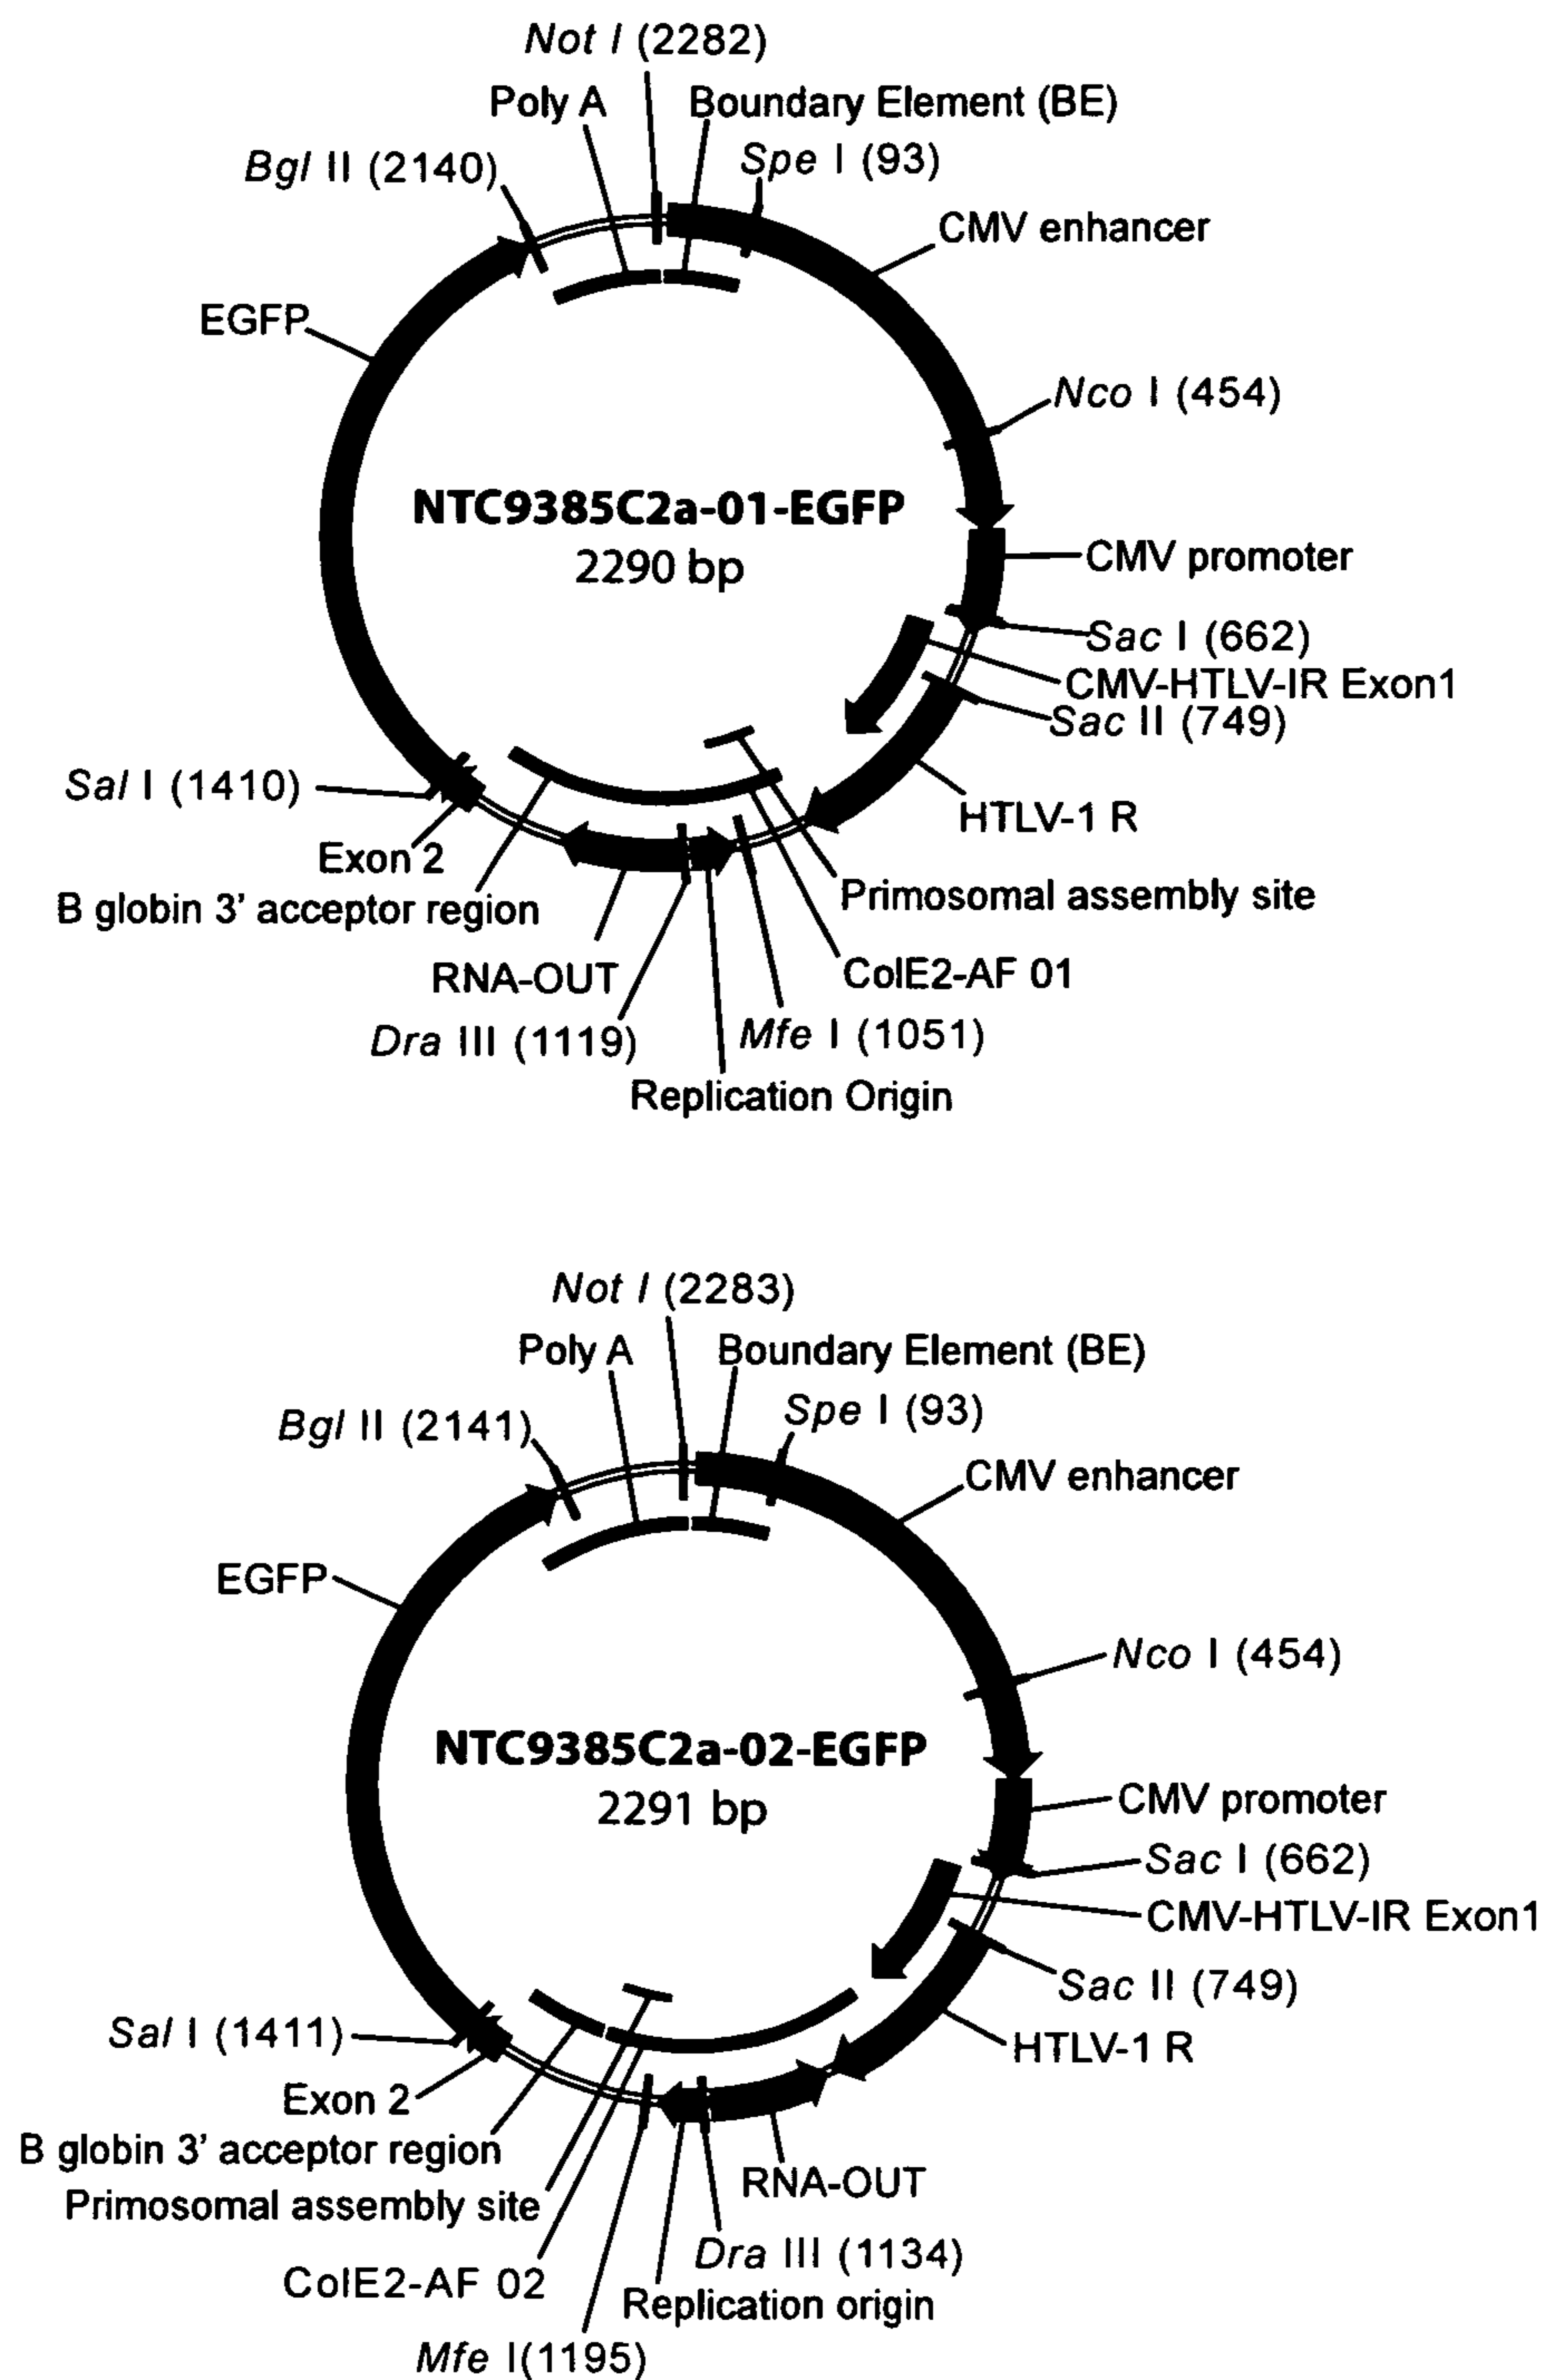 Not I (2282)
Poly A
Boundary Element (BE)
Spe I (93)
Bgl II (2140)
CMV enhancer
EGFP
Nco I (454)
NTC9385C2a-01-EGFP
2290 bp
CMV promoter
Sac I (662)
CMV-HTLV-IR Exon1
Sac II (749)
Sal I (1410)
HTLV-1 R
Exon 2
B globin 3' acceptor region
Primosomal assembly site
RNA-OUT
ColE2-AF 01
Dra III (1119)
Mfe I (1051)
Replication Origin
Not I (2283)
Poly A
Boundary Element (BE)
Spe I (93)
Bgl II (2141)
CMV enhancer
EGFP
Nco I (454)
NTC9385C2a-02-EGFP
2291 bp
CMV promoter
Sac I (662)
CMV-HTLV-IR Exon1
Sac II (749)
Sal I (1411)
HTLV-1 R
Exon 2
B globin 3' acceptor region
Primosomal assembly site
RNA-OUT
Dra III (1134)
ColE2-AF 02
Replication origin
Mfe I(1195)